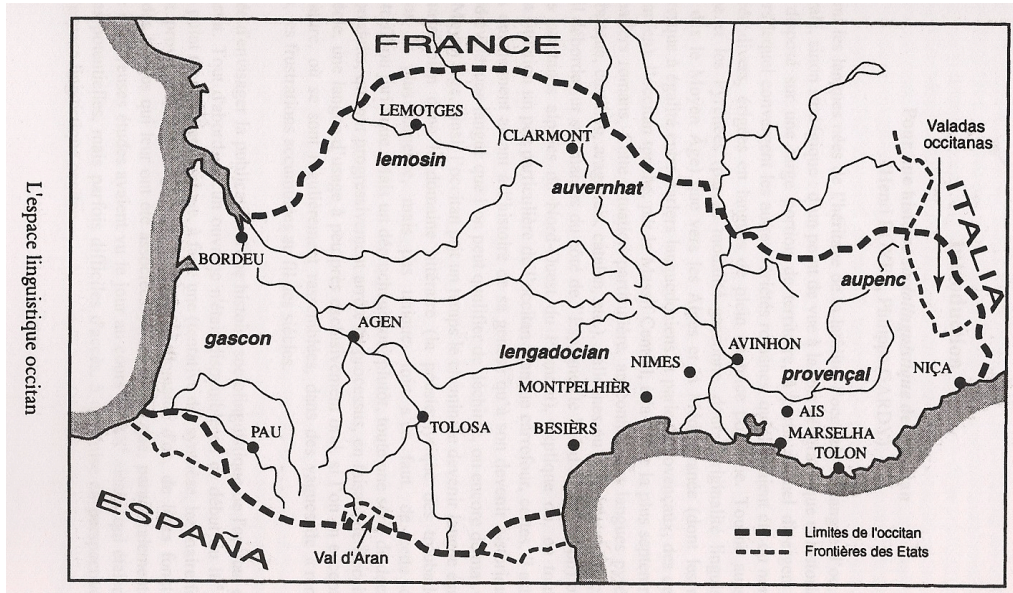 L'espace linguistique occitan
FRANCE
LEMOTGES
lemosin
CLARMONT
auvernhat
Valadas
occitanas
ITALIA
BORDEU
gascon
AGEN
lengadocian
NIMES
AVINHON
aupenc
provençal
NIÇA
MONTPELHIÈR
AIS
BESIÈRS
MARSELHA
TOLON
PAU
TOLOSA
ESPAÑA
Val d'Aran
Limites de l'occitan
Frontières des Etats